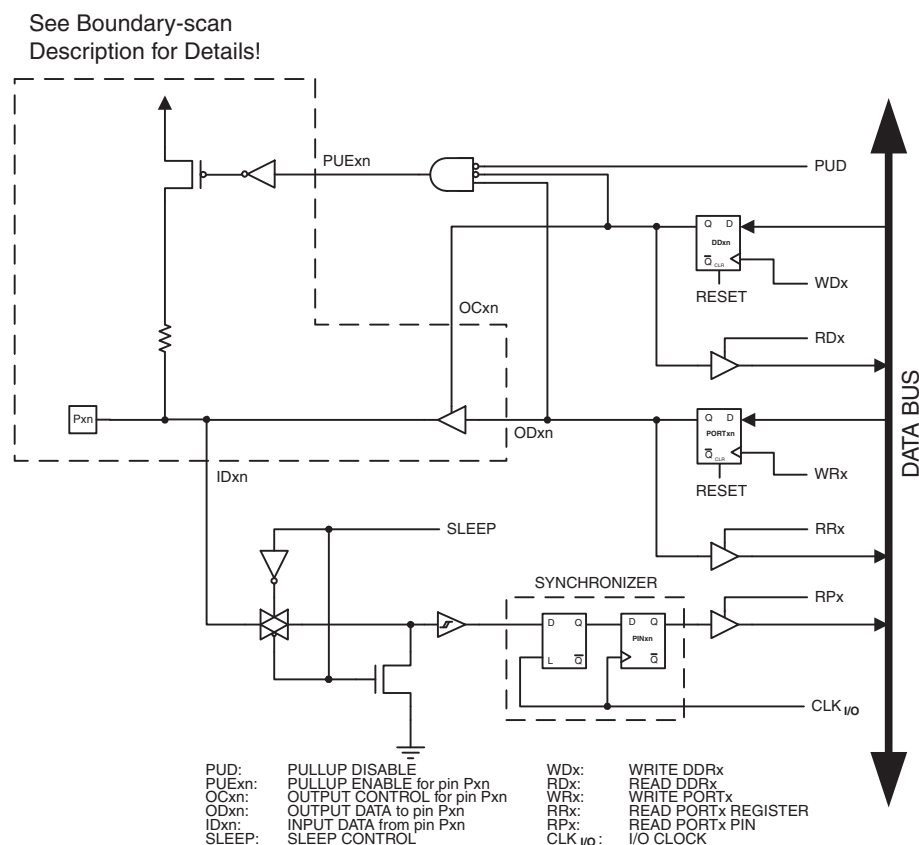 See Boundary-scan
Description for Details!
PUExn
PUD
Q D
DDxn
Q CLR
WDx
RESET
OCxn
RDx
Pxn
ODxn
Q D
PORTxn
Q CLR
WRx
RESET
IDxn
SLEEP
RRx
SYNCHRONIZER
RPx
D Q
L Q
D Q
PINxn
Q
CLK I/O
DATA BUS
PUD: PULLUP DISABLE
PUExn: PULLUP ENABLE for pin Pxn
OCxn: OUTPUT CONTROL for pin Pxn
ODxn: OUTPUT DATA to pin Pxn
IDxn: INPUT DATA from pin Pxn
SLEEP: SLEEP CONTROL
WDx: WRITE DDRx
RDx: READ DDRx
WRx: WRITE PORTx
RRx: READ PORTx REGISTER
RPx: READ PORTx PIN
CLK I/O: I/O CLOCK